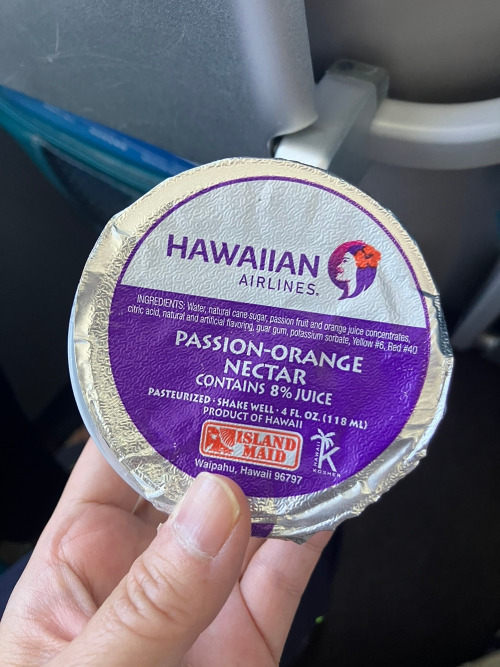 HAWAIIAN
AIRLINES®
INGREDIENTS: Water, natural cane sugar, passion fruit and orange juice concentrates,
citric acid, natural and artificial flavoring, guar gum, potassium sorbate, Yellow #6, Red #40
PASSION-ORANGE
NECTAR
CONTAINS 8% JUICE
PASTEURIZED · SHAKE WELL · 4 FL. OZ. (118 ML)
PRODUCT OF HAWAII
ISLAND
MAID
Waipahu, Hawaii 96797
HAWAII
K
KOSHER